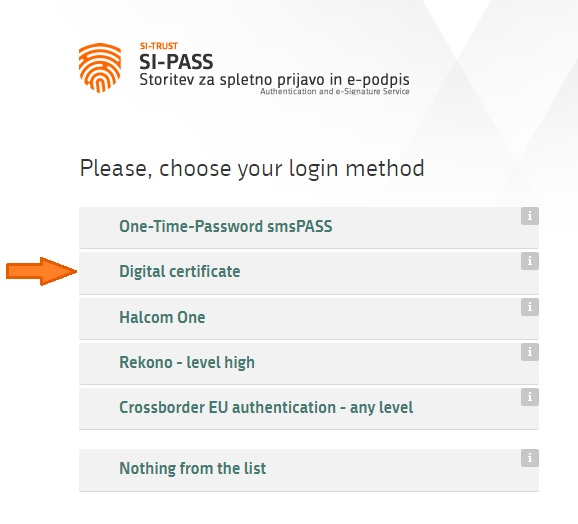 SI-TRUST
SI-PASS
Storitev za spletno prijavo in e-podpis
Authentication and e-Signature Service
Please, choose your login method
One-Time-Password smsPASS
i
Digital certificate
i
Halcom One
i
Rekono - level high
i
Crossborder EU authentication - any level
i
Nothing from the list
i